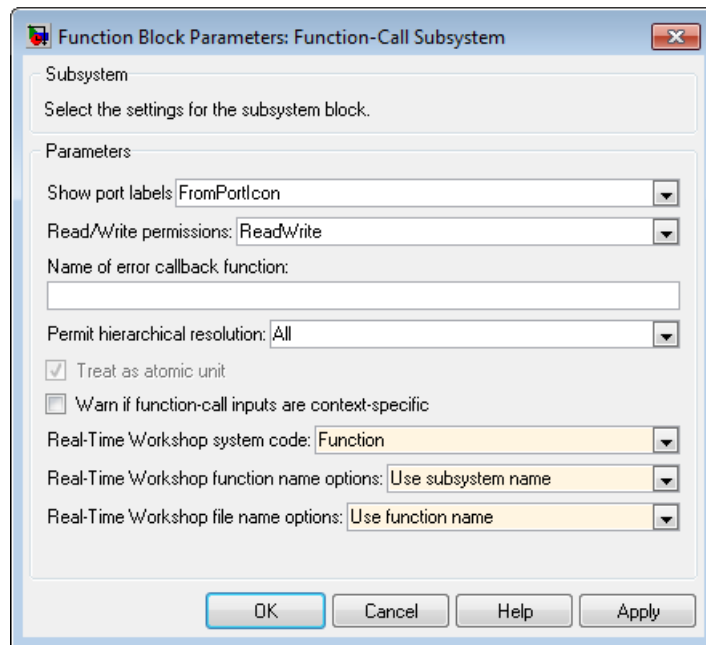 Function Block Parameters: Function-Call Subsystem
Subsystem
Select the settings for the subsystem block.
Parameters
Show port labels FromPortIcon
Read/Write permissions: ReadWrite
Name of error callback function:
Permit hierarchical resolution: All
Treat as atomic unit
Warn if function-call inputs are context-specific
Real-Time Workshop system code: Function
Real-Time Workshop function name options: Use subsystem name
Real-Time Workshop file name options: Use function name
OK Cancel Help Apply